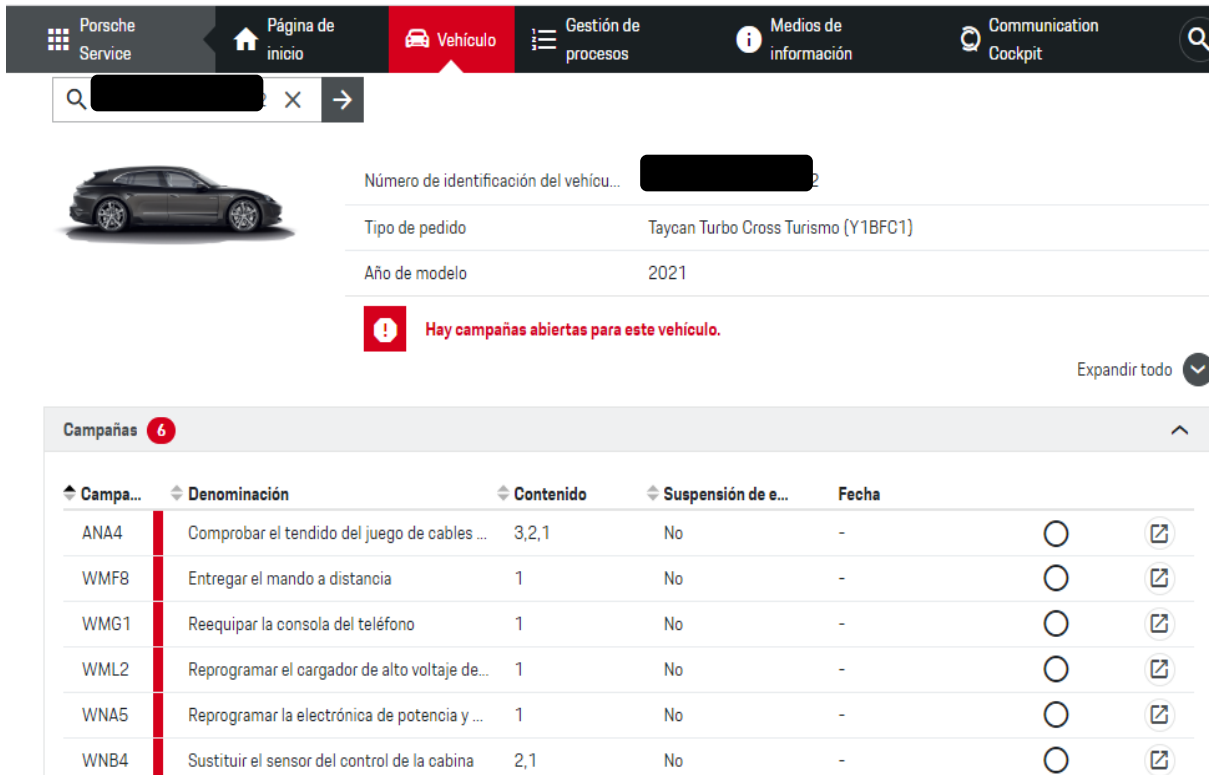 Porsche Service
Página de inicio
Vehículo
Gestión de procesos
Medios de información
Communication Cockpit
Número de identificación del vehícu... 2
Tipo de pedido Taycan Turbo Cross Turismo (Y1BFC1)
Año de modelo 2021
Hay campañas abiertas para este vehículo.
Expandir todo
Campañas 6
Campa... Denominación Contenido Suspensión de e... Fecha
ANA4 Comprobar el tendido del juego de cables ... 3,2,1 No -
WMF8 Entregar el mando a distancia 1 No -
WMG1 Reequipar la consola del teléfono 1 No -
WML2 Reprogramar el cargador de alto voltaje de... 1 No -
WNA5 Reprogramar la electrónica de potencia y ... 1 No -
WNB4 Sustituir el sensor del control de la cabina 2,1 No -